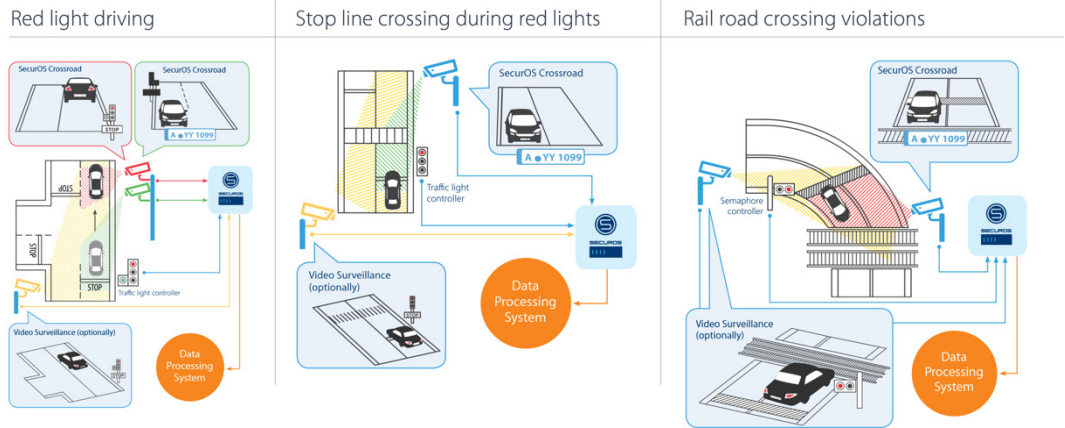 Red light driving
SecurOS Crossroad
STOP
SecurOS Crossroad
A YY 1099
STOP
STOP
STOP
SECUROS
Traffic light controller
Video Surveillance (optionally)
STOP
Data
Processing
System
Stop line crossing during red lights
SecurOS Crossroad
A YY 1099
Traffic light
controller
SECUROS
Video Surveillance
(optionally)
STOP
Data
Processing
System
Rail road crossing violations
SecurOS Crossroad
A YY 1099
Semaphore
controller
SECUROS
Video Surveillance
(optionally)
Data
Processing
System